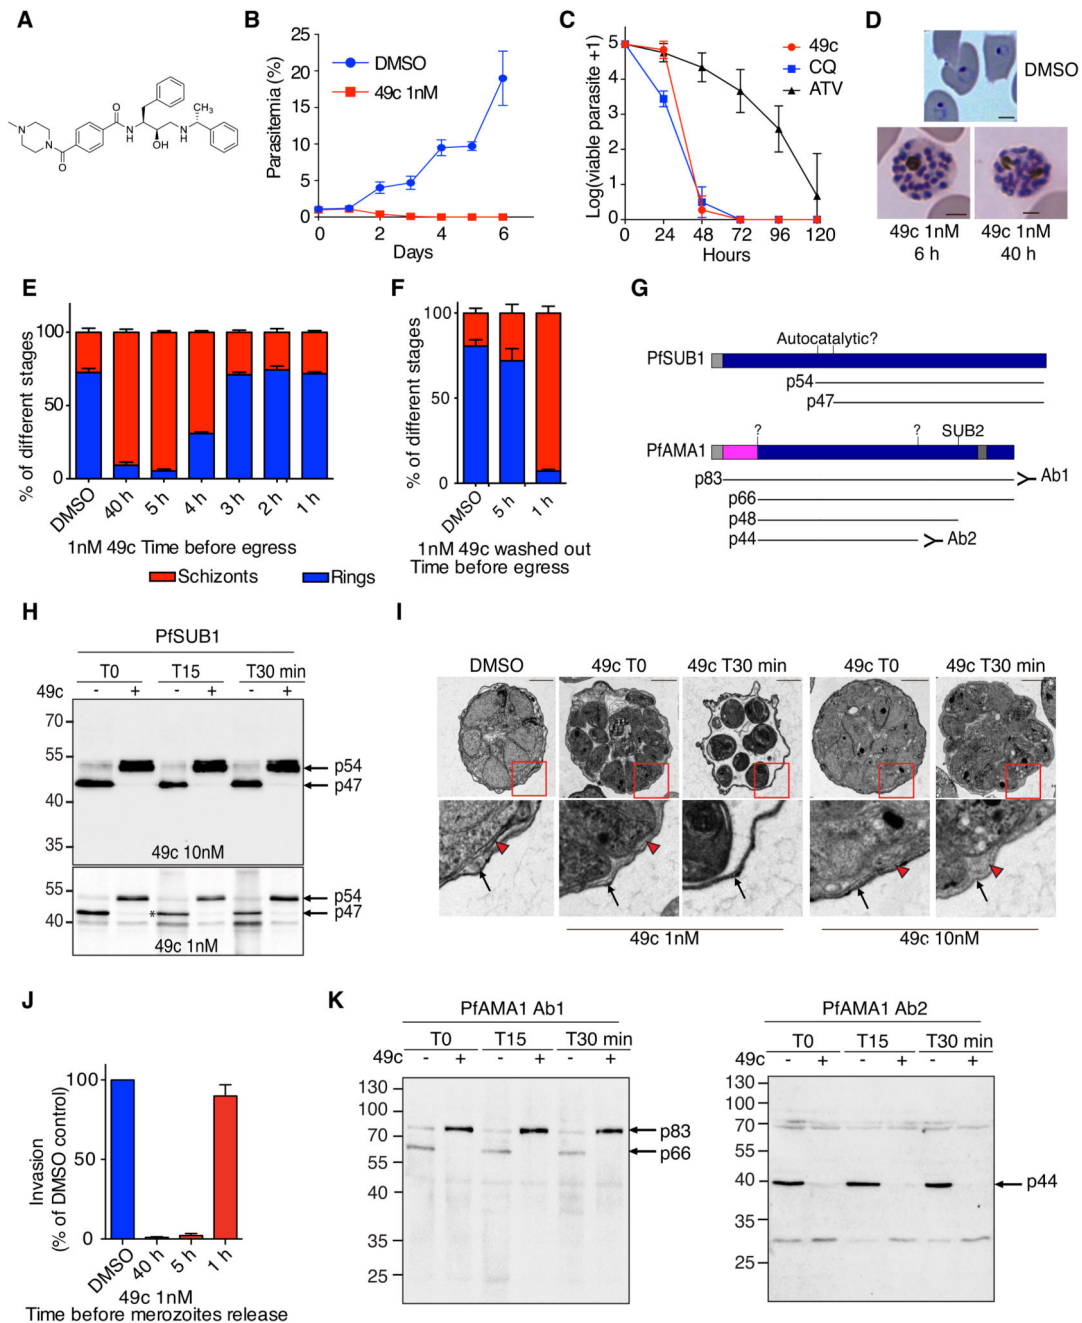 A
CH3
O
N
H
H
N
OH
N
N
O
B
Parasitemia (%)
25
20
15
10
5
0
DMSO
49c 1nM
0 2 4 6
Days
C
Log(viable parasite +1)
5
4
3
2
1
0
49c
CQ
ATV
0 24 48 72 96 120
Hours
D
DMSO
49c 1nM 49c 1nM
6 h 40 h
E
% of different stages
100
50
0
DMSO 40 h 5 h 4 h 3 h 2 h 1 h
1nM 49c Time before egress
Schizonts Rings
F
% of different stages
100
50
0
DMSO 5 h 1 h
1nM 49c washed out
Time before egress
G
Autocatalytic?
PfSUB1
p54
p47
? ? SUB2
PfAMA1
p83 Ab1
p66
p48
p44 Ab2
H
PfSUB1
T0 T15 T30 min
49c - + - + - +
70
55
40
35
p54
p47
49c 10nM
55
40
p54
p47
*
49c 1nM
I
DMSO 49c T0 49c T30 min 49c T0 49c T30 min
49c 1nM 49c 10nM
J
Invasion
(% of DMSO control)
100
50
0
DMSO 40 h 5 h 1 h
49c 1nM
Time before merozoites release
K
PfAMA1 Ab1
T0 T15 T30 min
49c - + - + - +
130
100
70
55
40
35
25
p83
p66
PfAMA1 Ab2
T0 T15 T30 min
49c - + - + - +
130
100
70
55
40
35
25
p44